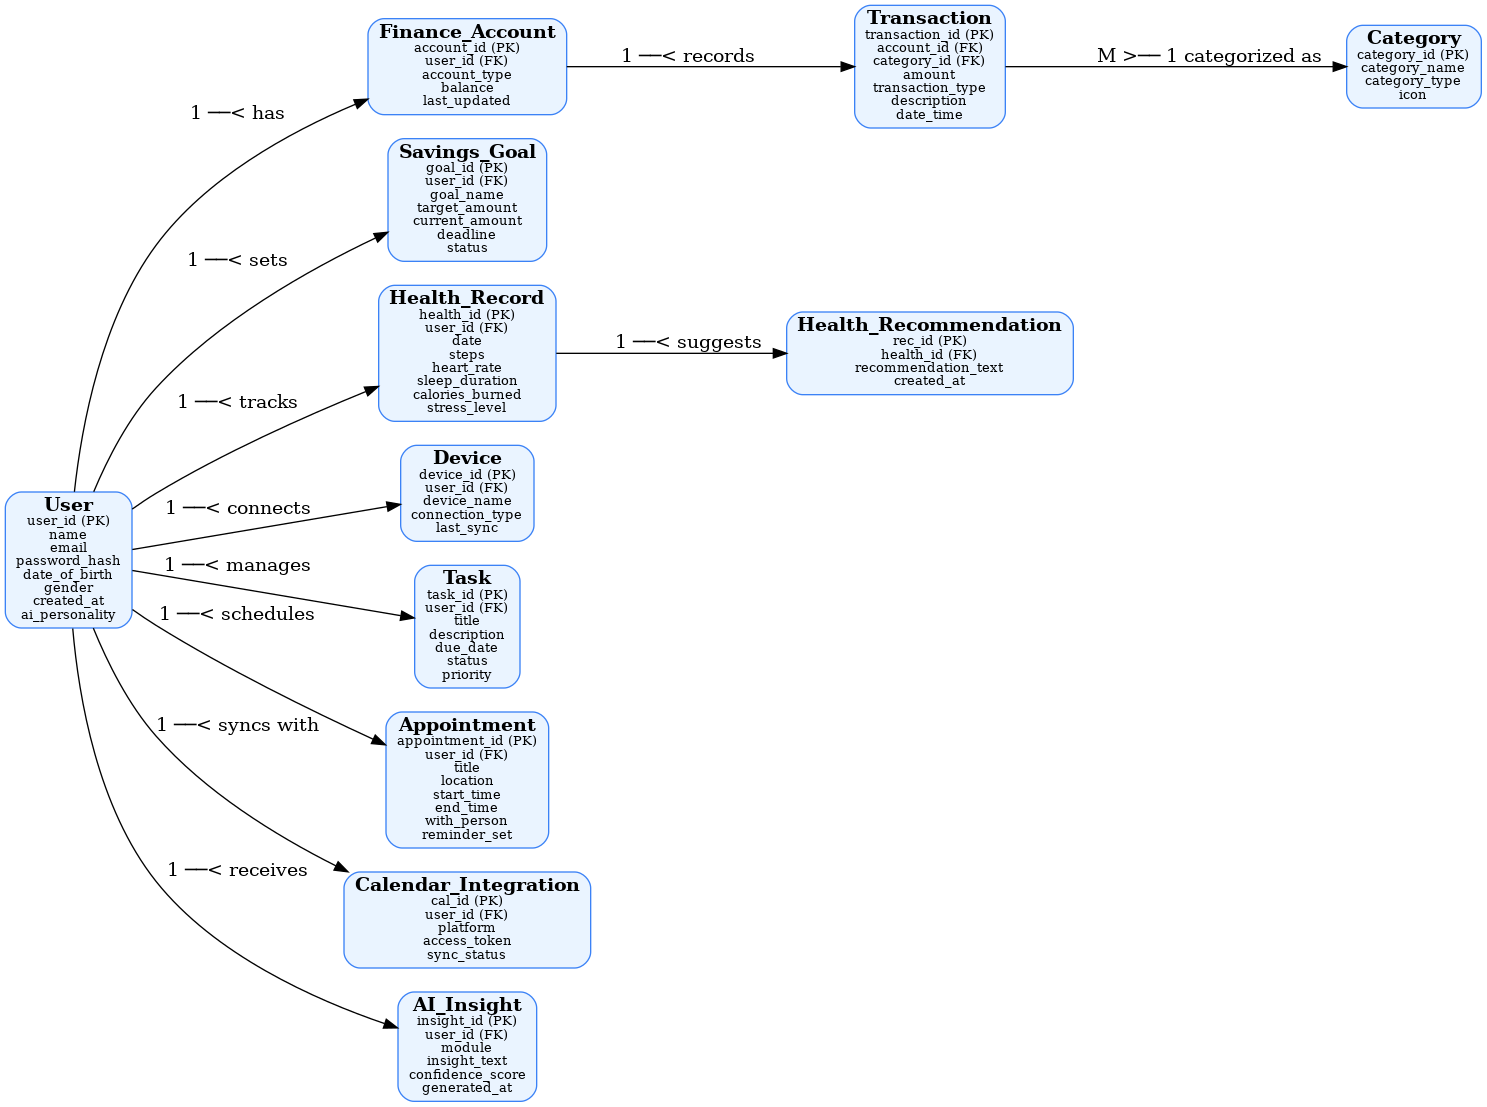 User
user_id (PK)
name
email
password_hash
date_of_birth
gender
created_at
ai_personality
1 ──< has
Finance_Account
account_id (PK)
user_id (FK)
account_type
balance
last_updated
1 ──< records
Transaction
transaction_id (PK)
account_id (FK)
category_id (FK)
amount
transaction_type
description
date_time
M >── 1 categorized as
Category
category_id (PK)
category_name
category_type
icon
1 ──< sets
Savings_Goal
goal_id (PK)
user_id (FK)
goal_name
target_amount
current_amount
deadline
status
1 ──< tracks
Health_Record
health_id (PK)
user_id (FK)
date
steps
heart_rate
sleep_duration
calories_burned
stress_level
1 ──< suggests
Health_Recommendation
rec_id (PK)
health_id (FK)
recommendation_text
created_at
1 ──< connects
Device
device_id (PK)
user_id (FK)
device_name
connection_type
last_sync
1 ──< manages
Task
task_id (PK)
user_id (FK)
title
description
due_date
status
priority
1 ──< schedules
Appointment
appointment_id (PK)
user_id (FK)
title
location
start_time
end_time
with_person
reminder_set
1 ──< syncs with
Calendar_Integration
cal_id (PK)
user_id (FK)
platform
access_token
sync_status
1 ──< receives
AI_Insight
insight_id (PK)
user_id (FK)
module
insight_text
confidence_score
generated_at